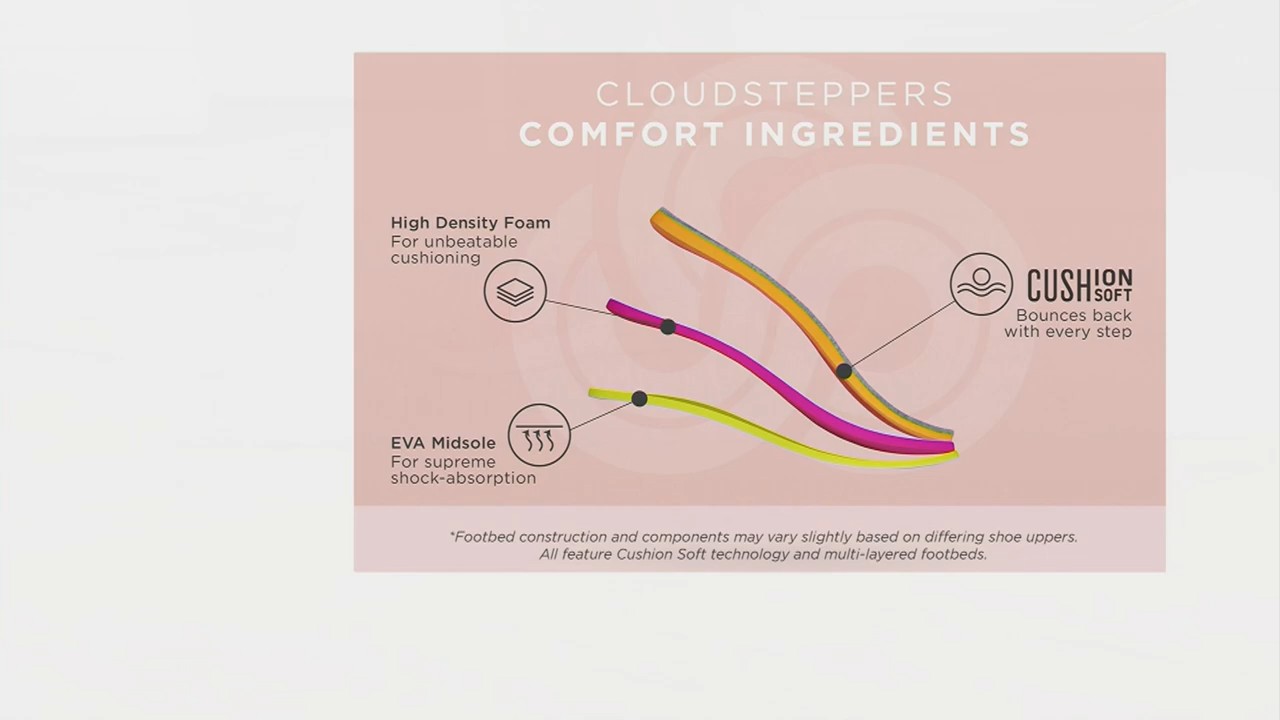 CLOUDSTEPPERS
COMFORT INGREDIENTS
High Density Foam
For unbeatable
cushioning
CUSHION
SOFT
Bounces back
with every step
EVA Midsole
For supreme
shock-absorption
*Footbed construction and components may vary slightly based on differing shoe uppers.
All feature Cushion Soft technology and multi-layered footbeds.